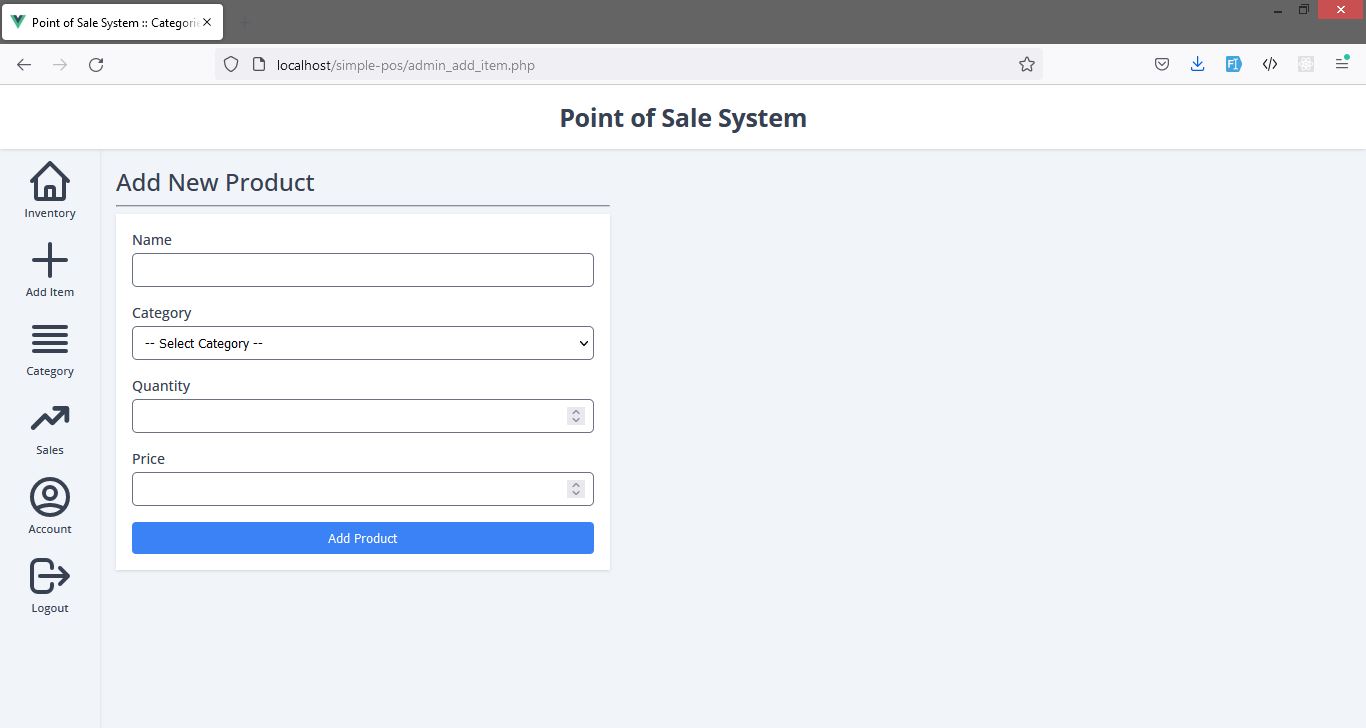 Point of Sale System :: Categori
localhost/simple-pos/admin_add_item.php
Point of Sale System
Inventory
Add Item
Category
Sales
Account
Logout
Add New Product
Name
Category
-- Select Category --
Quantity
Price
Add Product